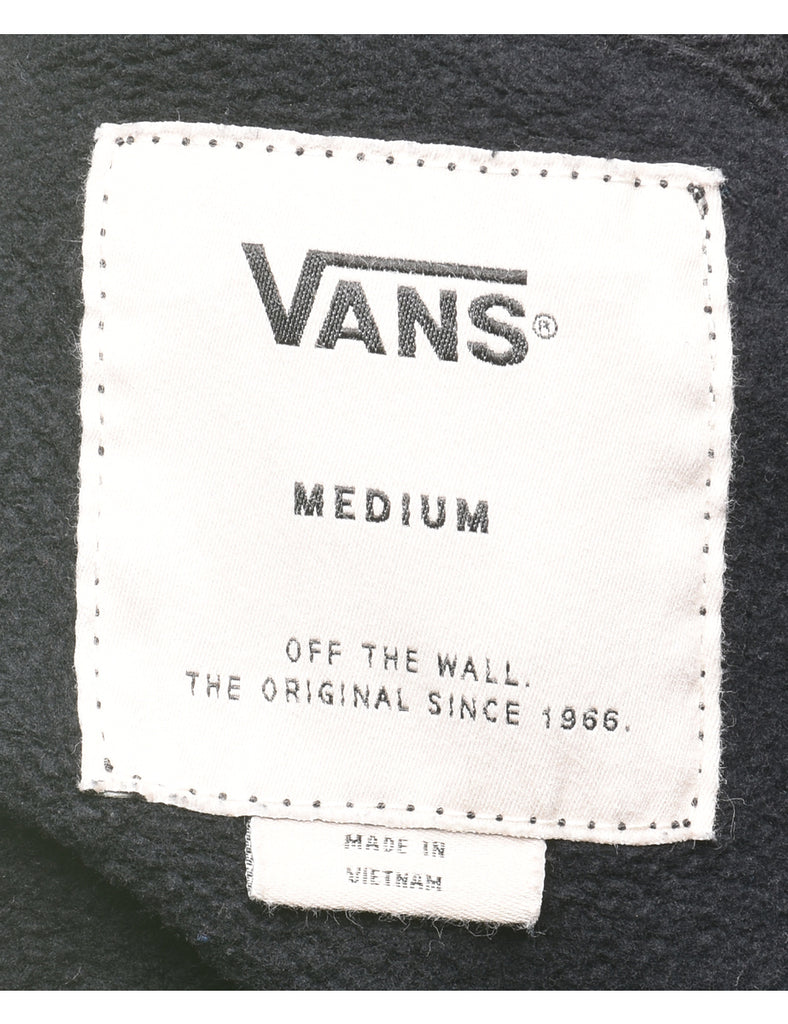 VANS®
MEDIUM
OFF THE WALL.
THE ORIGINAL SINCE 1966.
MADE IN
VIETNAM